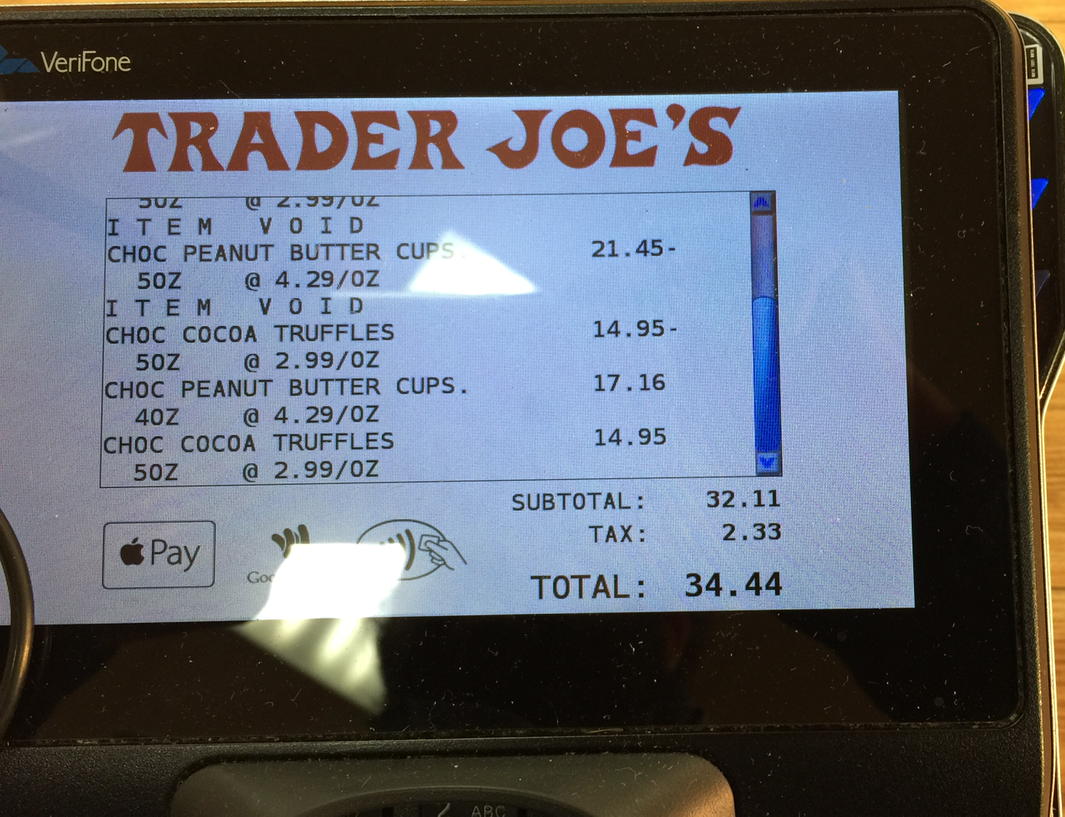 VeriFone
TRADER JOE'S
5OZ @ 2.99/OZ
ITEM VOID
CHOC PEANUT BUTTER CUPS. 21.45-
5OZ @ 4.29/OZ
ITEM VOID
CHOC COCOA TRUFFLES 14.95-
5OZ @ 2.99/OZ
CHOC PEANUT BUTTER CUPS. 17.16
4OZ @ 4.29/OZ
CHOC COCOA TRUFFLES 14.95
5OZ @ 2.99/OZ
SUBTOTAL: 32.11
TAX: 2.33
Pay
TOTAL: 34.44
ABC